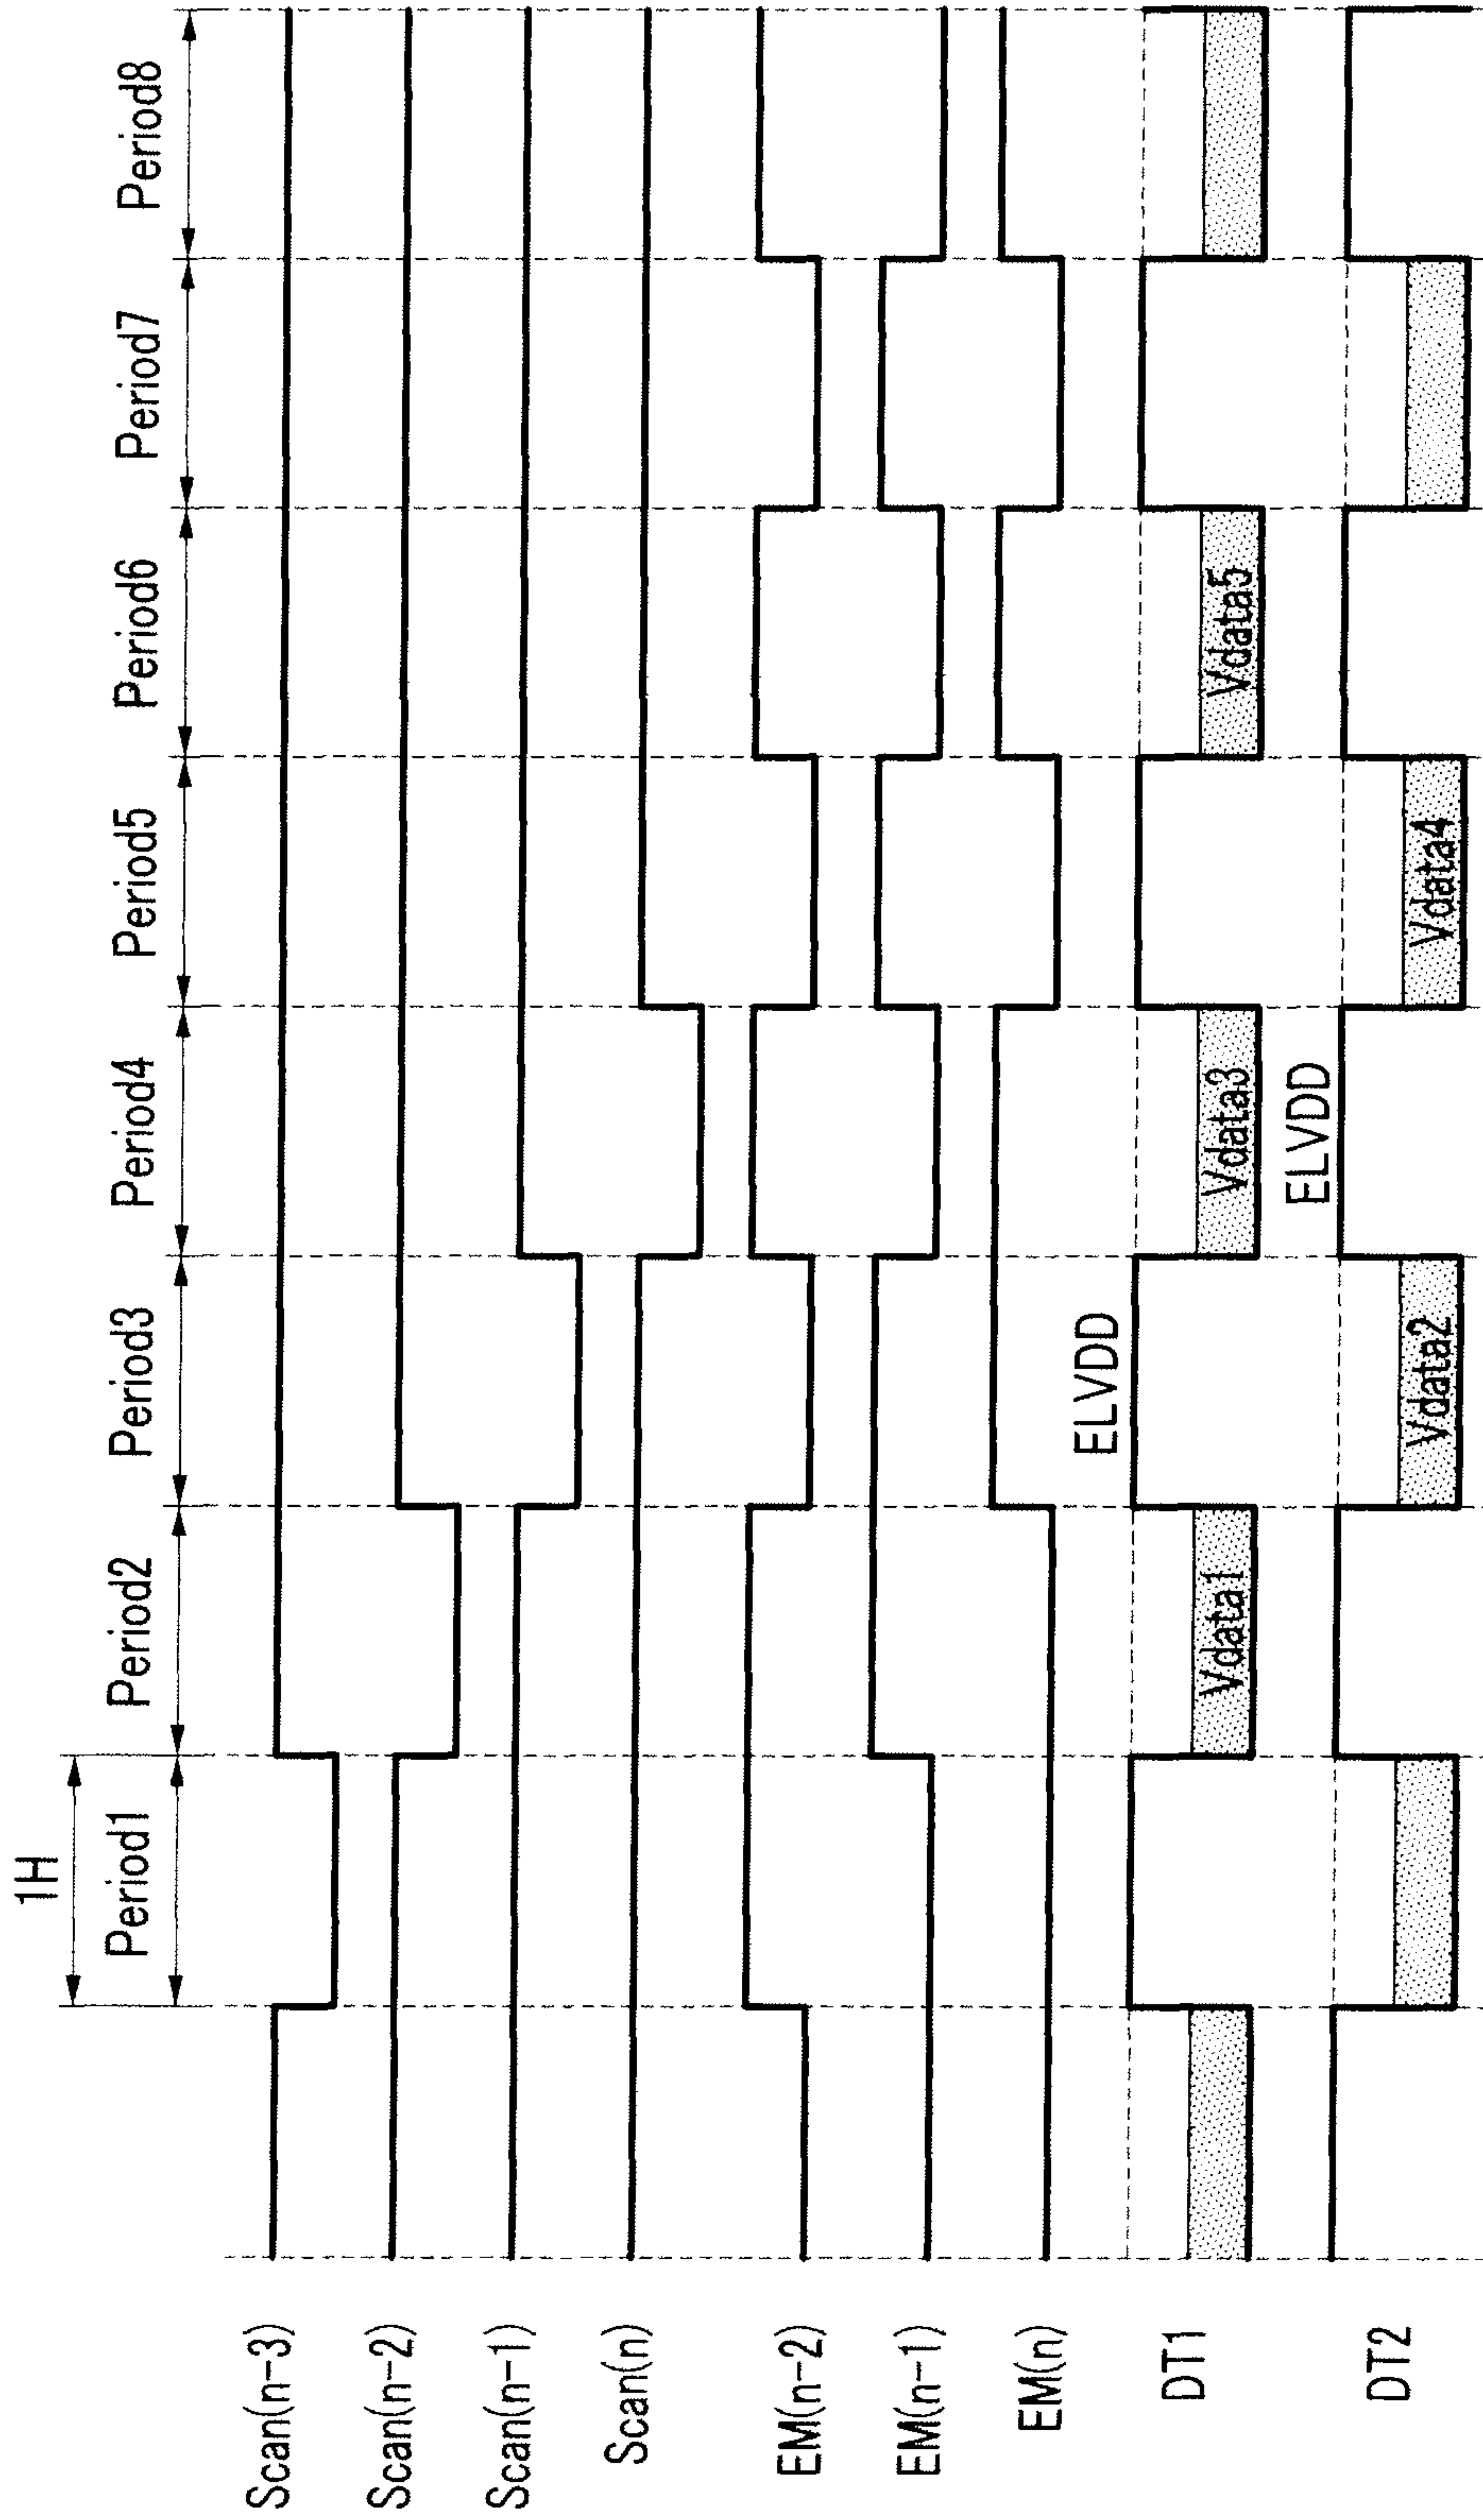 1H
Period1 Period2 Period3 Period4 Period5 Period6 Period7 Period8
Scan(n-3)
Scan(n-2)
Scan(n-1)
Scan(n)
EM(n-2)
EM(n-1)
EM(n)
ELVDD
DT1
Vdata1 Vdata3 Vdata5
ELVDD
DT2
Vdata2 Vdata4